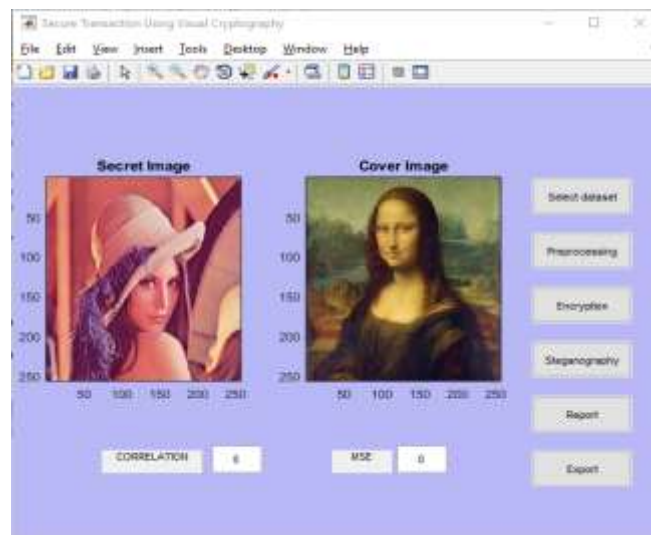 Secure Transaction Using Visual Cryptography
File Edit View Insert Tools Desktop Window Help
Secret Image
Cover Image
50
100
150
200
250
50 100 150 200 250
50
100
150
200
250
50 100 150 200 250
Select dataset
Preprocessing
Encryption
Steganography
Report
Export
CORRELATION
MSE
0